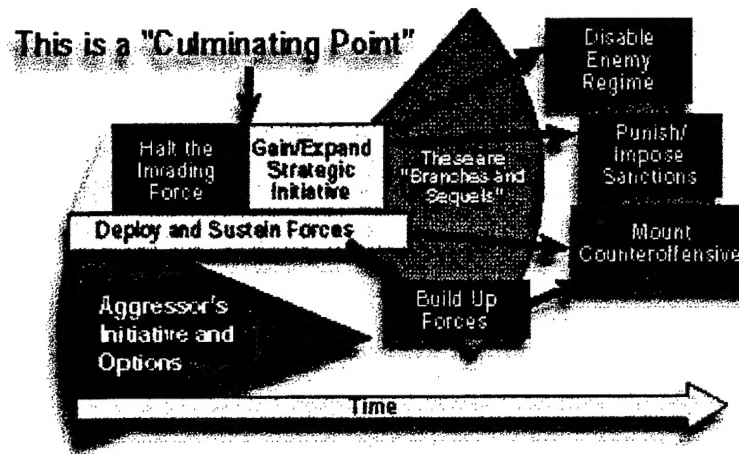 This is a "Culminating Point"
Disable
Enemy
Regime
Halt the
Invading
Force
Gain/Expand
Strategic
Initiative
These are
"Branches and
Sequels"
Punish/
Impose
Sanctions
Deploy and Sustain Forces
Mount
Counteroffensive
Aggressor's
Initiative and
Options
Build Up
Forces
Time